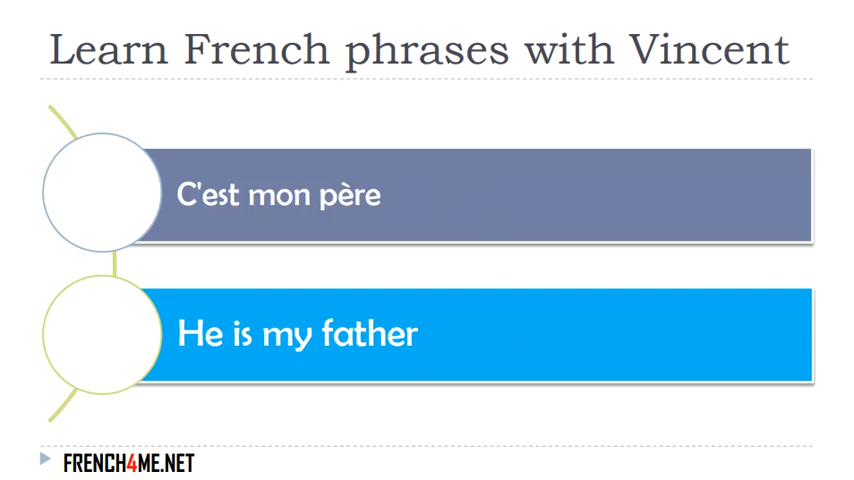 Learn French phrases with Vincent
C'est mon père
He is my father
FRENCH4ME.NET